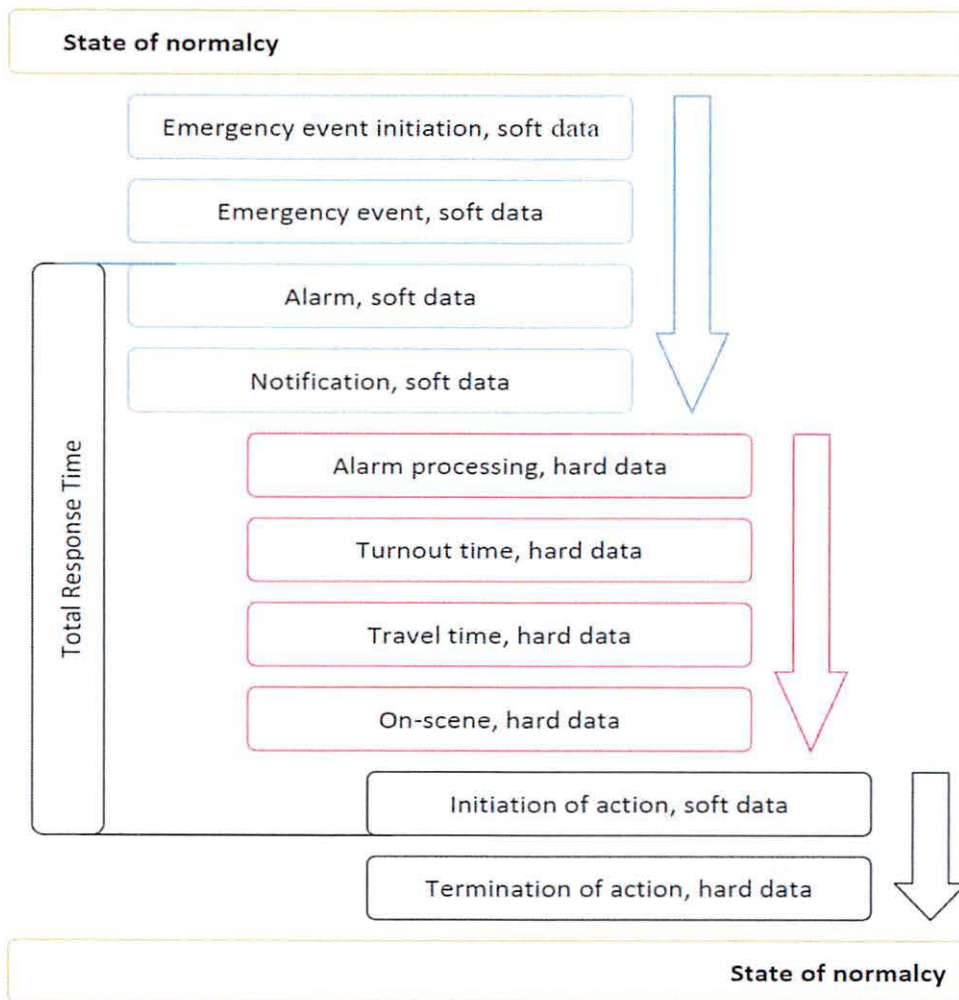 State of normalcy
Emergency event initiation, soft data
Emergency event, soft data
Alarm, soft data
Notification, soft data
Total Response Time
Alarm processing, hard data
Turnout time, hard data
Travel time, hard data
On-scene, hard data
Initiation of action, soft data
Termination of action, hard data
State of normalcy